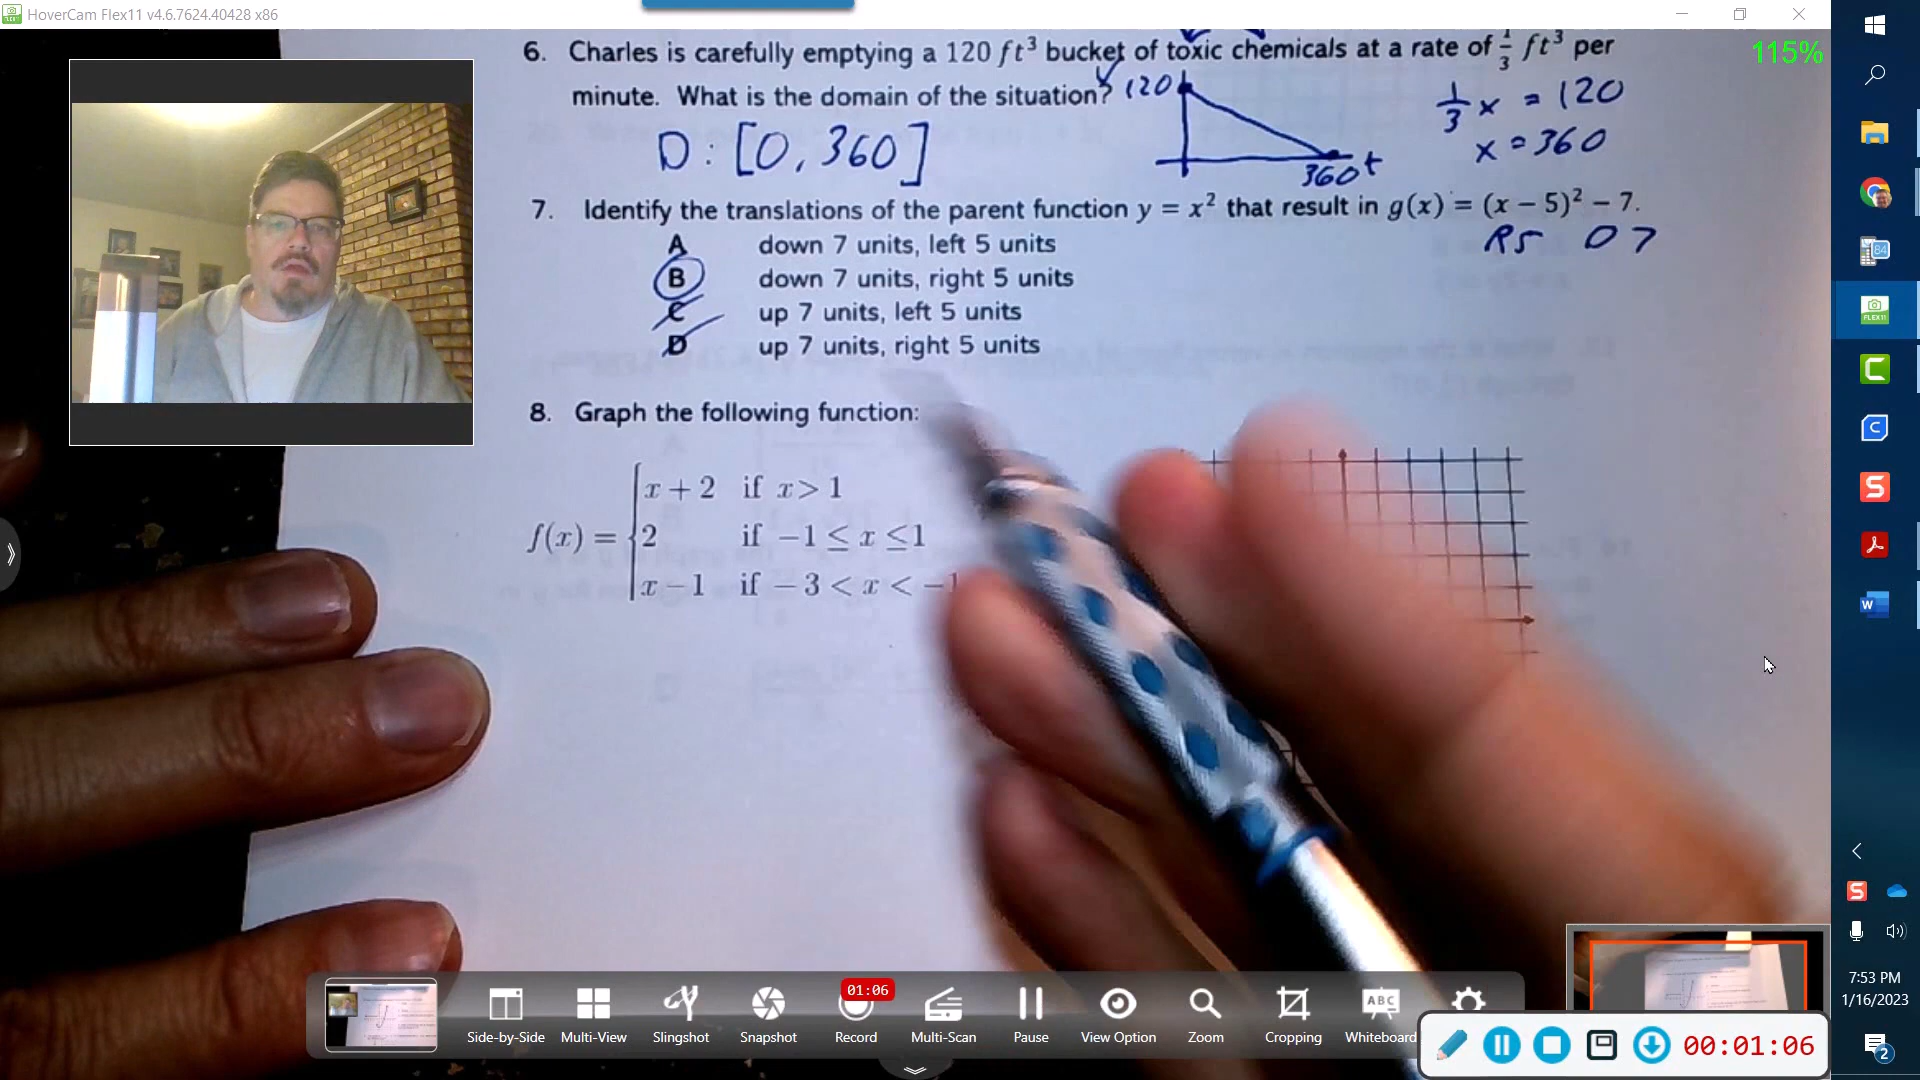 HoverCam Flex11 v4.6.7624.40428 x86
115%
6. Charles is carefully emptying a 120 ft³ bucket of toxic chemicals at a rate of 1/3 ft³ per
minute. What is the domain of the situation?
120
1/3 x = 120
x = 360
D : [0, 360]
360 t
7. Identify the translations of the parent function y = x² that result in g(x) = (x − 5)² − 7.
R5 D7
A down 7 units, left 5 units
B down 7 units, right 5 units
C up 7 units, left 5 units
D up 7 units, right 5 units
8. Graph the following function:
x + 2 if x > 1
f(x) = { 2 if −1 ≤ x ≤ 1
x − 1 if −3 < x < −1
84
FLEX11
01:06
Side-by-Side Multi-View Slingshot Snapshot Record Multi-Scan Pause View Option Zoom Cropping ABC Whiteboard
00:01:06
7:53 PM
1/16/2023
2